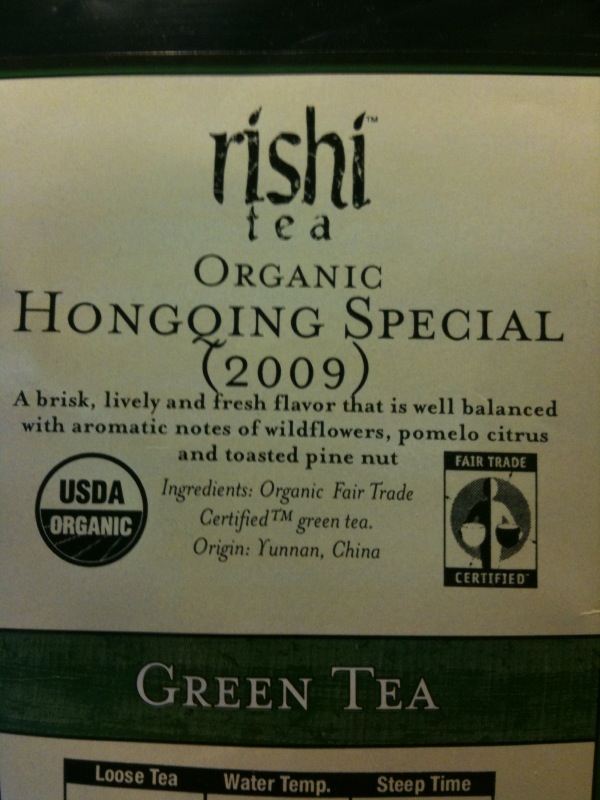 rishi™
tea
ORGANIC
HONGQING SPECIAL
(2009)
A brisk, lively and fresh flavor that is well balanced
with aromatic notes of wildflowers, pomelo citrus
and toasted pine nut
USDA
ORGANIC
Ingredients: Organic Fair Trade
Certified™ green tea.
Origin: Yunnan, China
FAIR TRADE
CERTIFIED™
GREEN TEA
Loose Tea Water Temp. Steep Time